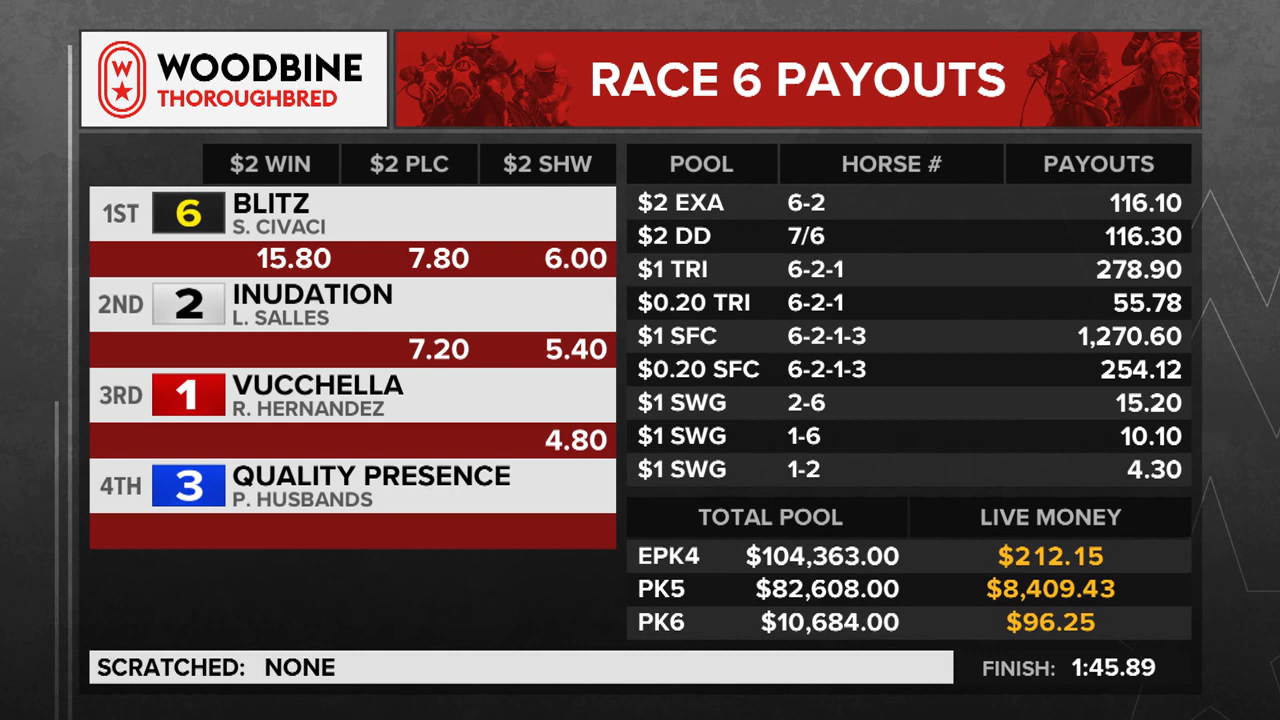 W
WOODBINE
THOROUGHBRED
RACE 6 PAYOUTS
$2 WIN $2 PLC $2 SHW
1ST 6 BLITZ
S. CIVACI
15.80 7.80 6.00
2ND 2 INUDATION
L. SALLES
7.20 5.40
3RD 1 VUCCHELLA
R. HERNANDEZ
4.80
4TH 3 QUALITY PRESENCE
P. HUSBANDS
POOL HORSE # PAYOUTS
$2 EXA 6-2 116.10
$2 DD 7/6 116.30
$1 TRI 6-2-1 278.90
$0.20 TRI 6-2-1 55.78
$1 SFC 6-2-1-3 1,270.60
$0.20 SFC 6-2-1-3 254.12
$1 SWG 2-6 15.20
$1 SWG 1-6 10.10
$1 SWG 1-2 4.30
TOTAL POOL LIVE MONEY
EPK4 $104,363.00 $212.15
PK5 $82,608.00 $8,409.43
PK6 $10,684.00 $96.25
SCRATCHED: NONE
FINISH: 1:45.89